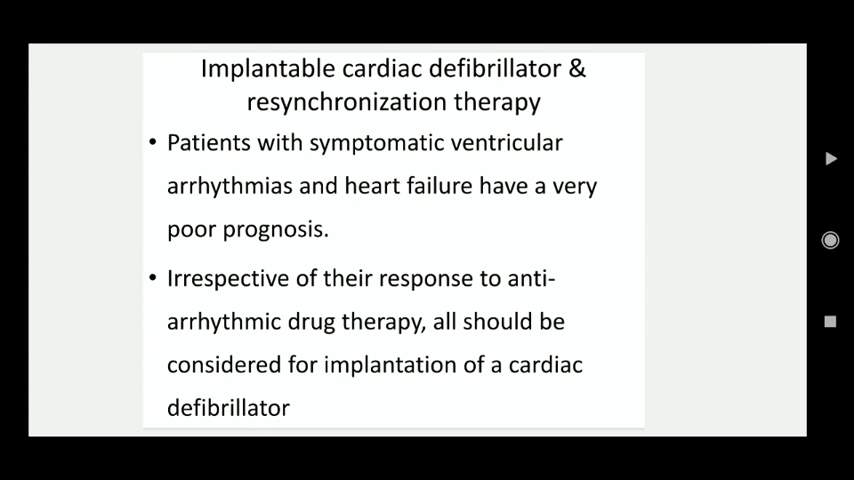 Implantable cardiac defibrillator &
resynchronization therapy
• Patients with symptomatic ventricular
arrhythmias and heart failure have a very
poor prognosis.
• Irrespective of their response to anti-
arrhythmic drug therapy, all should be
considered for implantation of a cardiac
defibrillator